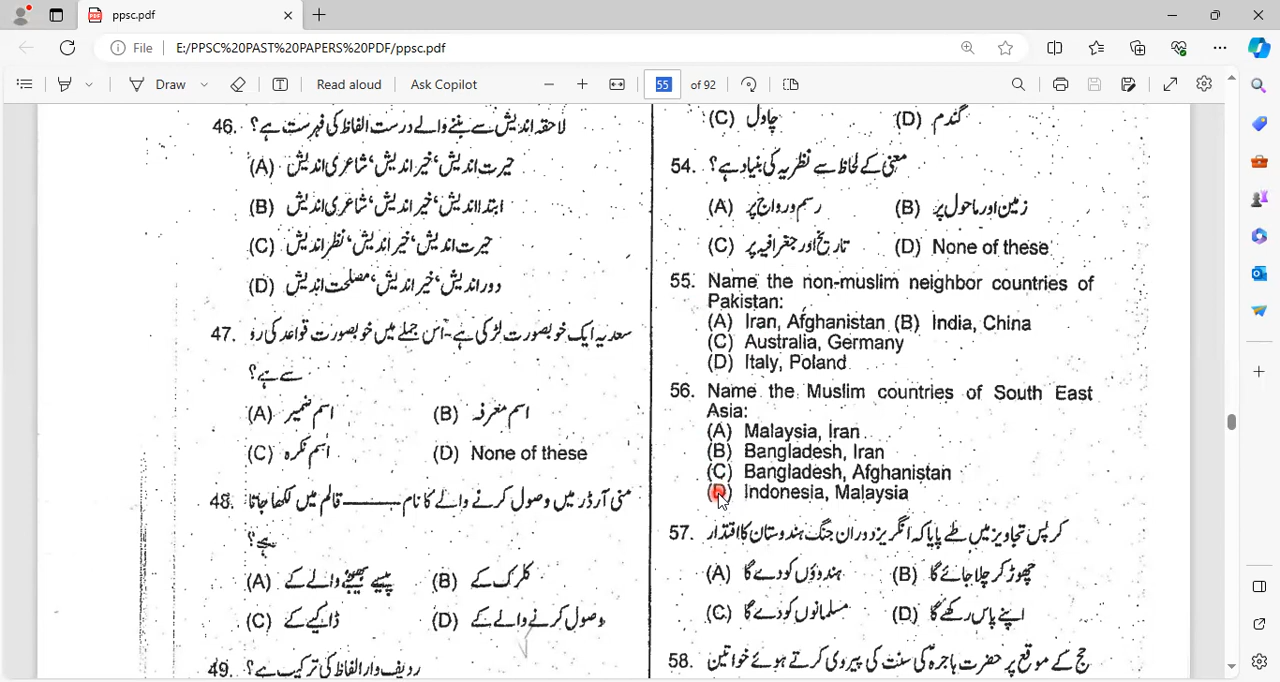 ppsc.pdf
File
E:/PPSC%20PAST%20PAPERS%20PDF/ppsc.pdf
Draw
Read aloud
Ask Copilot
55 of 92
46. لاحقہ اندیش سے بننے والے درست الفاظ کی فہرست ہے؟
(A) حیرت اندیش، خیر اندیش، شاعری اندیش
(B) ابتدا اندیش، خیر اندیش، شاعری اندیش
(C) حیرت اندیش، خیر اندیش، نظر اندیش
(D) دور اندیش، خیر اندیش، مصلحت اندیش
47. سعدیہ ایک خوبصورت لڑکی ہے۔ اس جملے میں خوبصورت قواعد کی رو
سے ہے؟
(A) اسم ضمیر (B) اسم معرفہ
(C) اسم نکرہ (D) None of these
48. منی آرڈر میں وصول کرنے والے کا نام ——— قالم میں لکھا جاتا
ہے؟
(A) پیسے بھیجنے والے کے (B) کلرک کے
(C) ڈاکیے کے (D) وصول کرنے والے کے
49. ردیف وار الفاظ کی ترکیب ہے؟
(C) چاول (D) گندم
54. معنی کے لحاظ سے نظریہ کی بنیاد ہے؟
(A) رسم و رواج پر (B) زمین اور ماحول پر
(C) تاریخ اور جغرافیہ پر (D) None of these
55. Name the non-muslim neighbor countries of
Pakistan:
(A) Iran, Afghanistan (B) India, China
(C) Australia, Germany
(D) Italy, Poland
56. Name the Muslim countries of South East
Asia:
(A) Malaysia, Iran
(B) Bangladesh, Iran
(C) Bangladesh, Afghanistan
(D) Indonesia, Malaysia
57. کرپس تجاویز میں طے پایا کہ انگریز دوران جنگ ہندوستان کا اقتدار
(A) ہندوؤں کو دے گا (B) چھوڑ کر چلا جائے گا
(C) مسلمانوں کو دے گا (D) اپنے پاس رکھے گا
58. حج کے موقع پر حضرت ہاجرہ کی سنت کی پیروی کرتے ہوئے خواتین